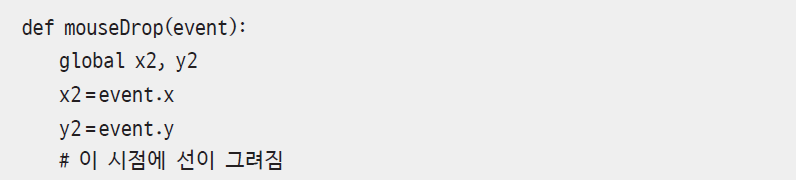 def mouseDrop(event):
    global x2, y2
    x2=event.x
    y2=event.y
    # 이 시점에 선이 그려짐